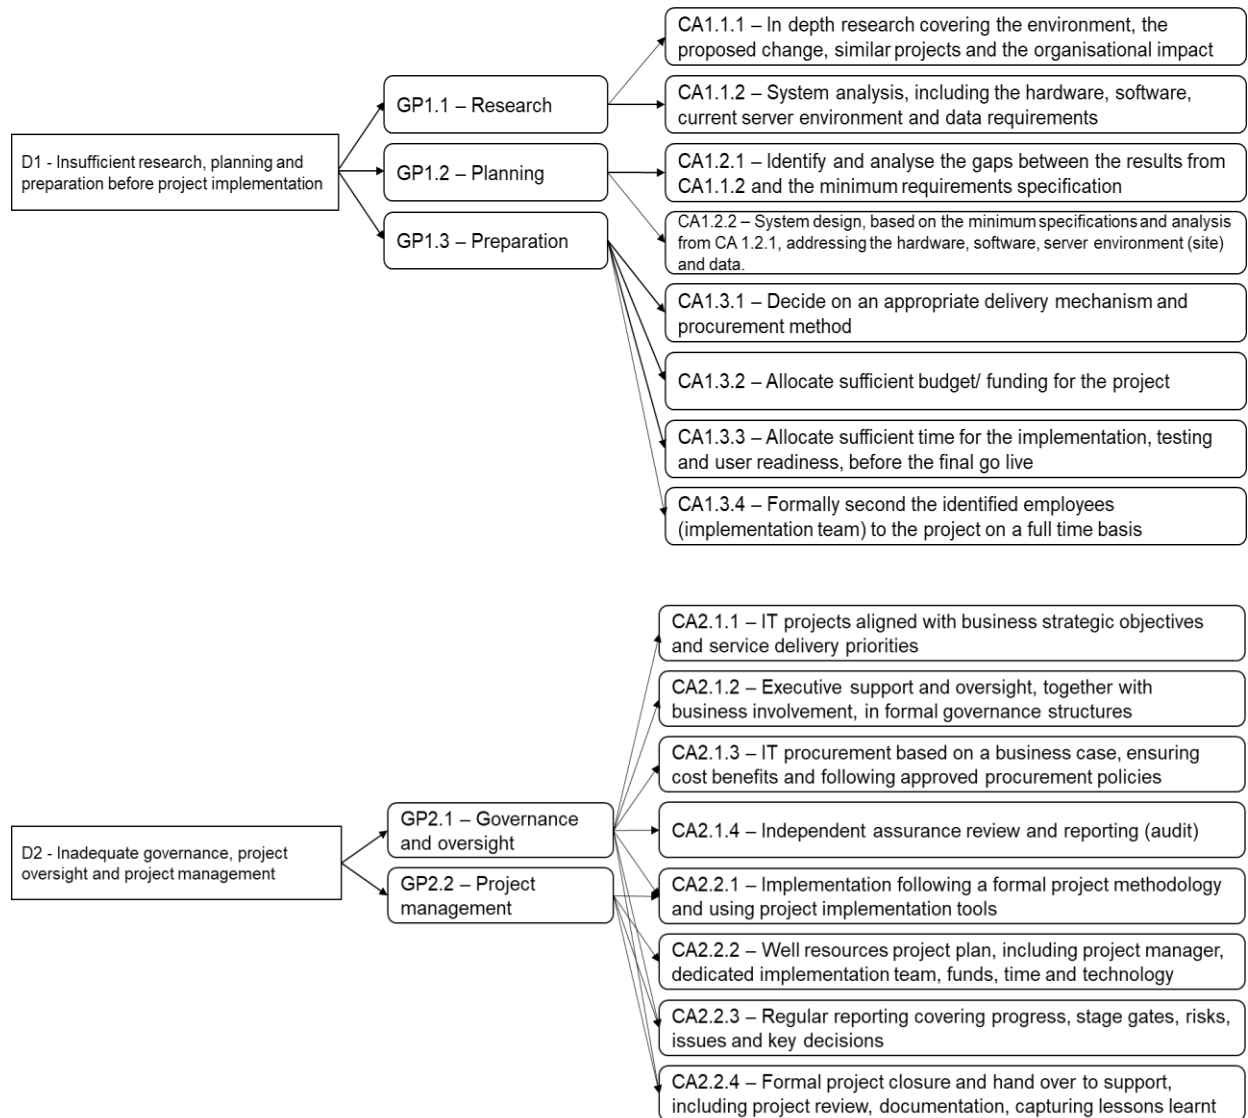 CA1.1.1 – In depth research covering the environment, the
proposed change, similar projects and the organisational impact
GP1.1 – Research
CA1.1.2 – System analysis, including the hardware, software,
current server environment and data requirements
D1 - Insufficient research, planning and
preparation before project implementation
GP1.2 – Planning
CA1.2.1 – Identify and analyse the gaps between the results from
CA1.1.2 and the minimum requirements specification
GP1.3 – Preparation
CA1.2.2 – System design, based on the minimum specifications and analysis
from CA 1.2.1, addressing the hardware, software, server environment (site)
and data.
CA1.3.1 – Decide on an appropriate delivery mechanism and
procurement method
CA1.3.2 – Allocate sufficient budget/ funding for the project
CA1.3.3 – Allocate sufficient time for the implementation, testing
and user readiness, before the final go live
CA1.3.4 – Formally second the identified employees
(implementation team) to the project on a full time basis
CA2.1.1 – IT projects aligned with business strategic objectives
and service delivery priorities
CA2.1.2 – Executive support and oversight, together with
business involvement, in formal governance structures
CA2.1.3 – IT procurement based on a business case, ensuring
cost benefits and following approved procurement policies
GP2.1 – Governance
and oversight
CA2.1.4 – Independent assurance review and reporting (audit)
D2 - Inadequate governance, project
oversight and project management
GP2.2 – Project
management
CA2.2.1 – Implementation following a formal project methodology
and using project implementation tools
CA2.2.2 – Well resources project plan, including project manager,
dedicated implementation team, funds, time and technology
CA2.2.3 – Regular reporting covering progress, stage gates, risks,
issues and key decisions
CA2.2.4 – Formal project closure and hand over to support,
including project review, documentation, capturing lessons learnt